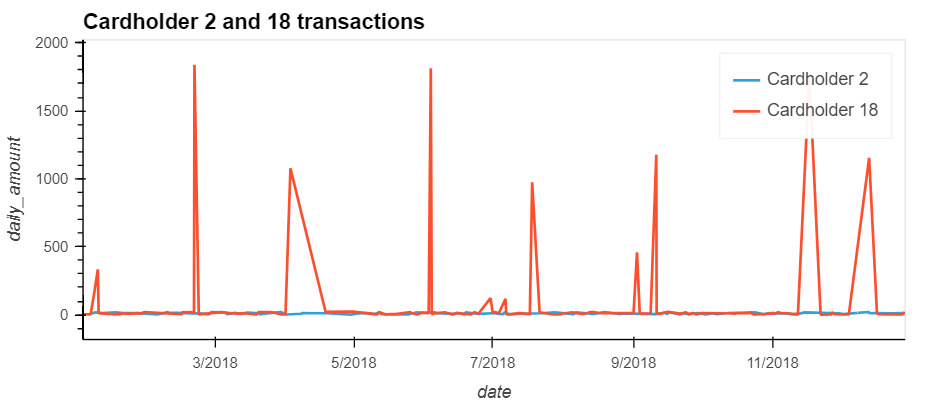 Cardholder 2 and 18 transactions
2000
1500
1000
500
0
daily_amount
Cardholder 2
Cardholder 18
3/2018
5/2018
7/2018
9/2018
11/2018
date